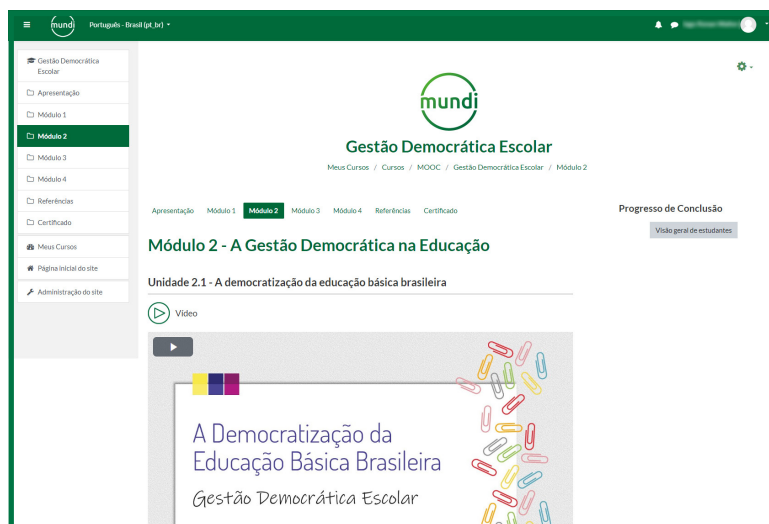 mundi
Português - Brasil (pt_br)
Gestão Democrática
Escolar
Apresentação
Módulo 1
Módulo 2
Módulo 3
Módulo 4
Referências
Certificado
Meus Cursos
Página inicial do site
Administração do site
mundi
Gestão Democrática Escolar
Meus Cursos / Cursos / MOOC / Gestão Democrática Escolar / Módulo 2
Apresentação Módulo 1 Módulo 2 Módulo 3 Módulo 4 Referências Certificado
Progresso de Conclusão
Visão geral de estudantes
Módulo 2 - A Gestão Democrática na Educação
Unidade 2.1 - A democratização da educação básica brasileira
Vídeo
A Democratização da
Educação Básica Brasileira
Gestão Democrática Escolar